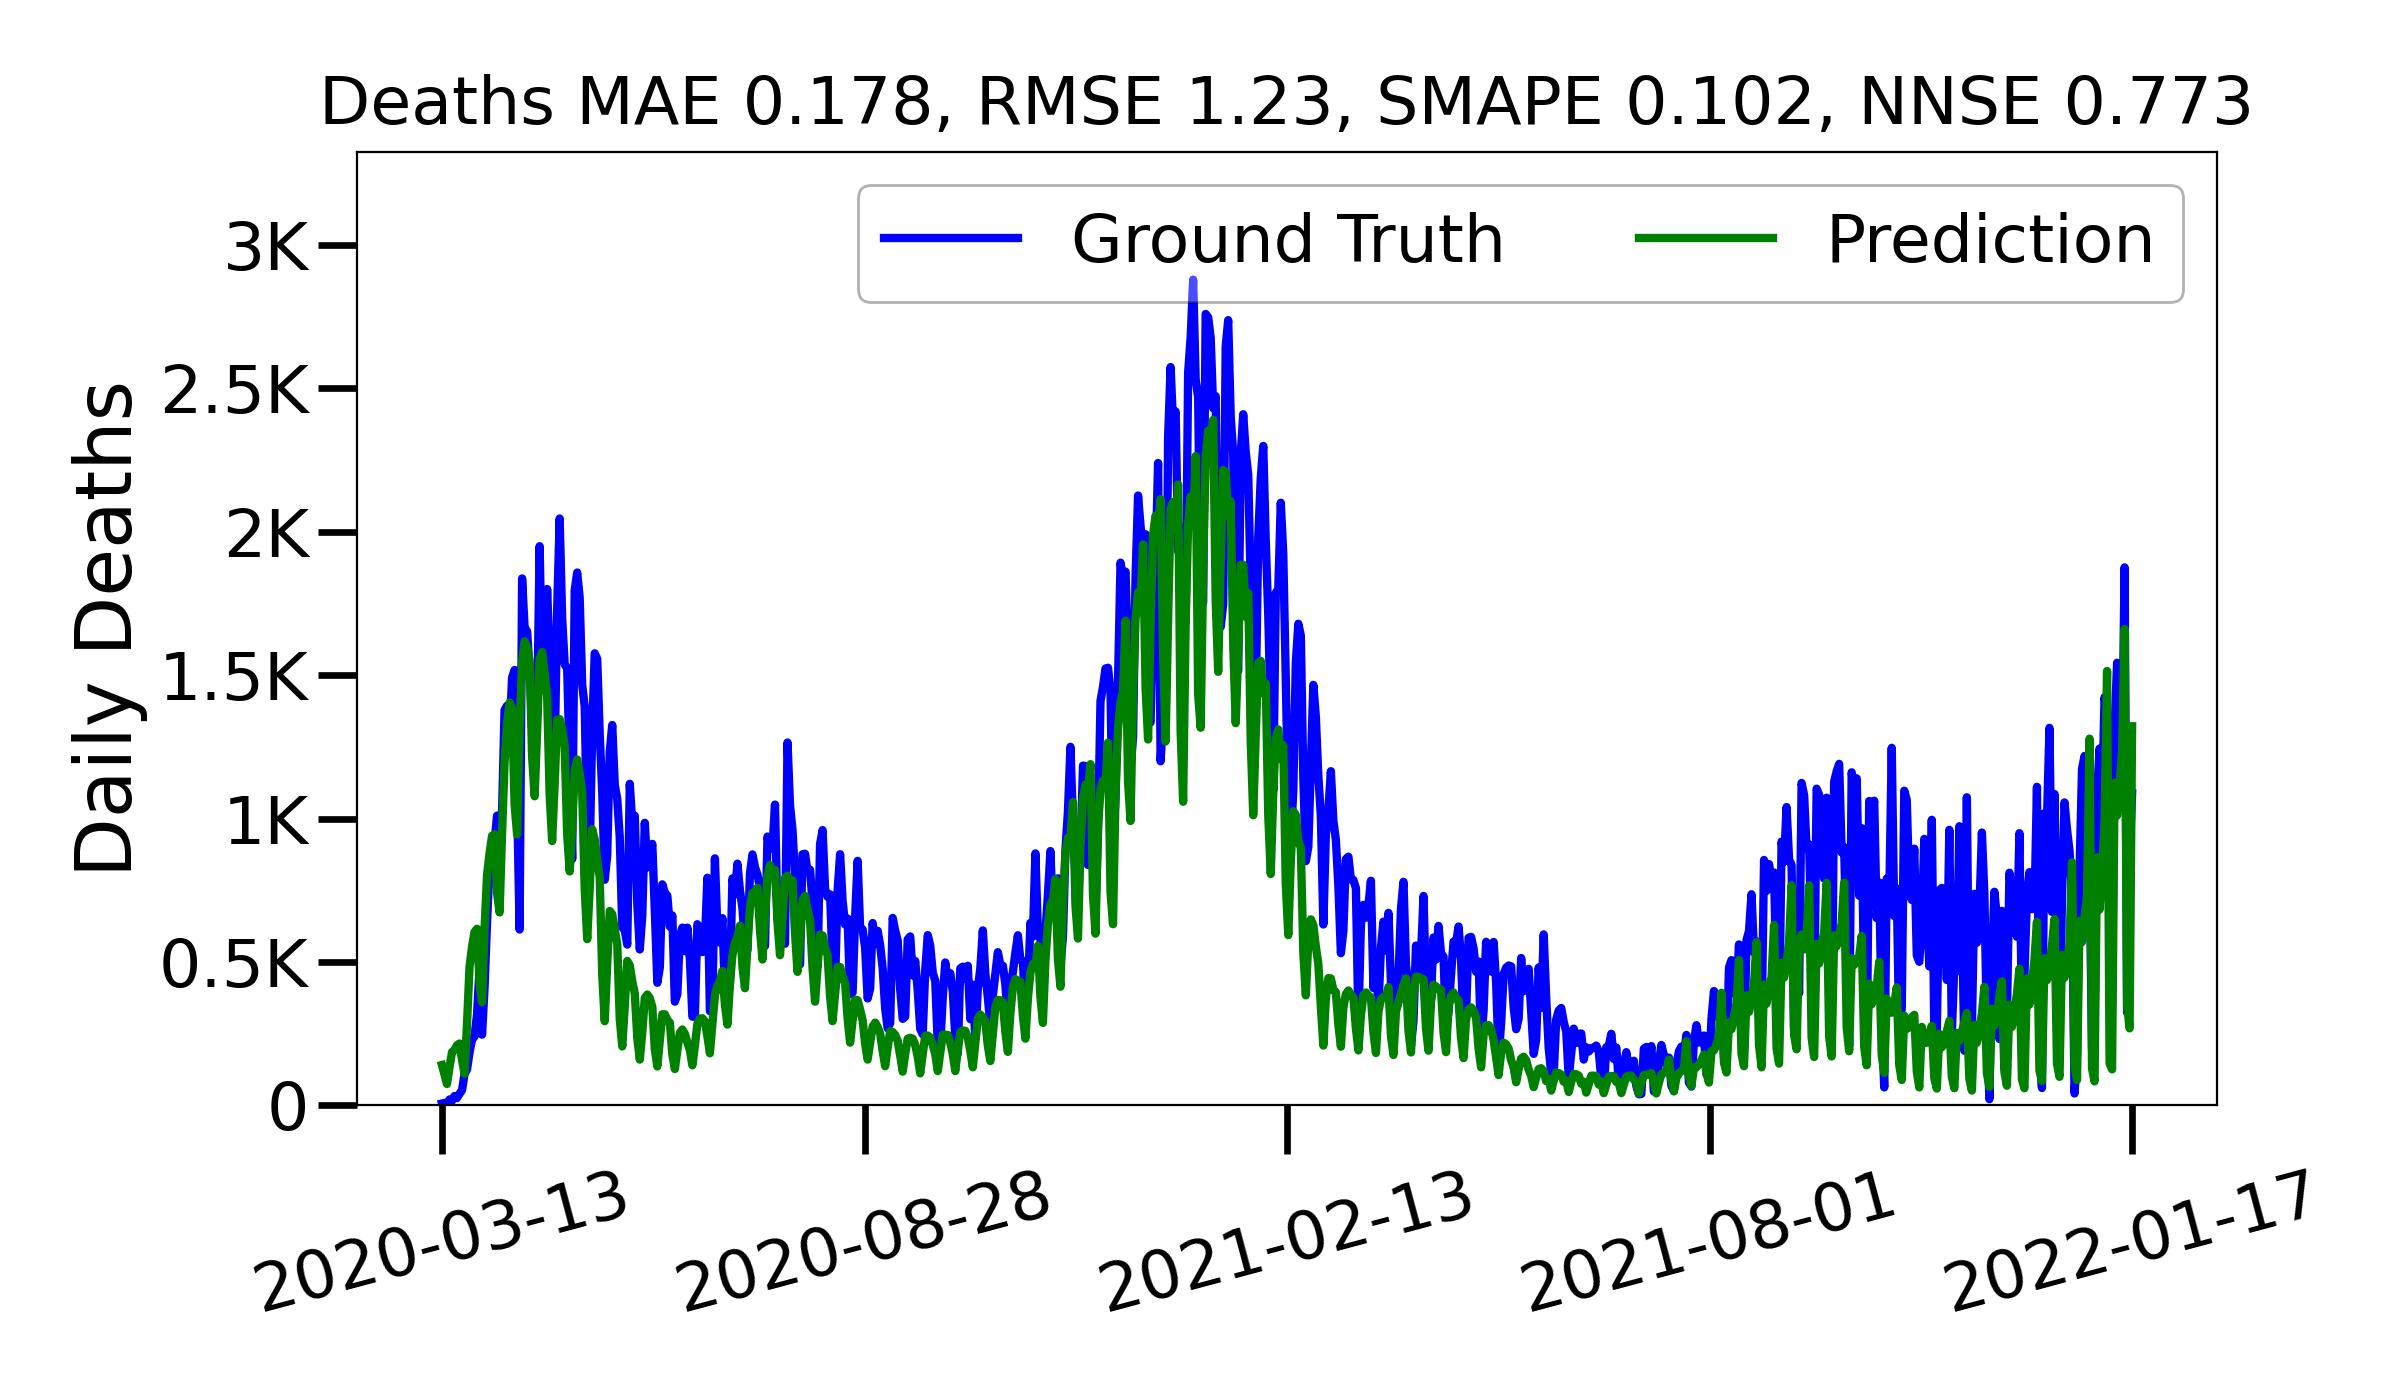 Deaths MAE 0.178, RMSE 1.23, SMAPE 0.102, NNSE 0.773
Ground Truth
Prediction
Daily Deaths
3K
2.5K
2K
1.5K
1K
0.5K
0
2020-03-13
2020-08-28
2021-02-13
2021-08-01
2022-01-17